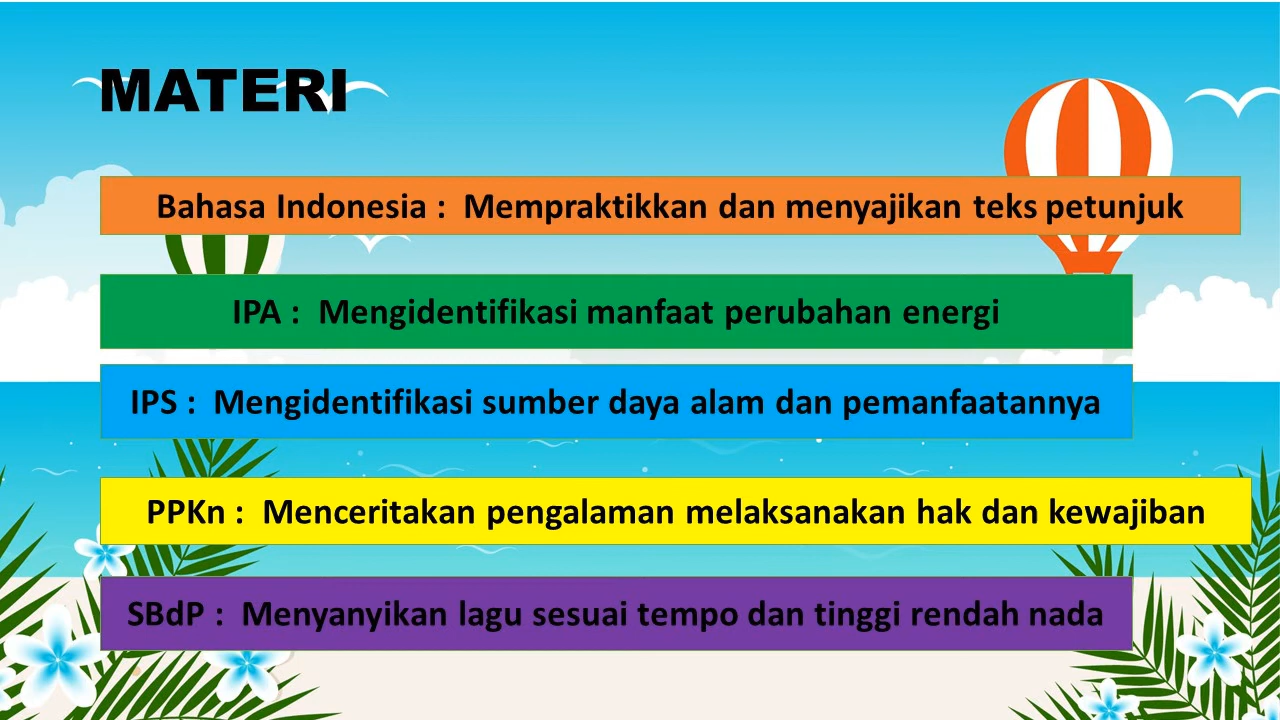 MATERI
Bahasa Indonesia : Mempraktikkan dan menyajikan teks petunjuk
IPA : Mengidentifikasi manfaat perubahan energi
IPS : Mengidentifikasi sumber daya alam dan pemanfaatannya
PPKn : Menceritakan pengalaman melaksanakan hak dan kewajiban
SBdP : Menyanyikan lagu sesuai tempo dan tinggi rendah nada